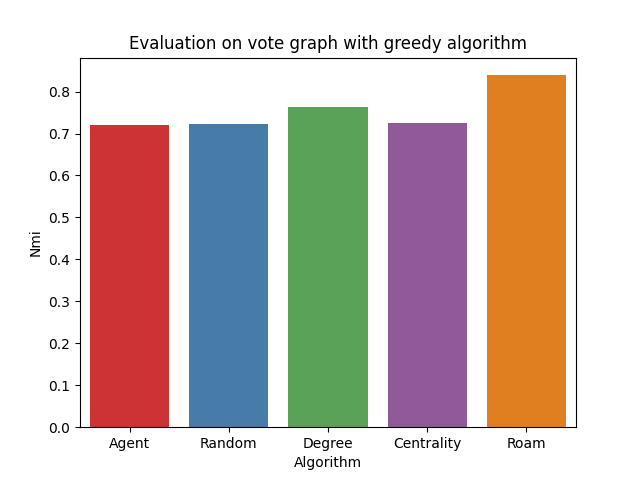 Evaluation on vote graph with greedy algorithm
0.8
0.7
0.6
0.5
0.4
0.3
0.2
0.1
0.0
Nmi
Agent Random Degree Centrality Roam
Algorithm